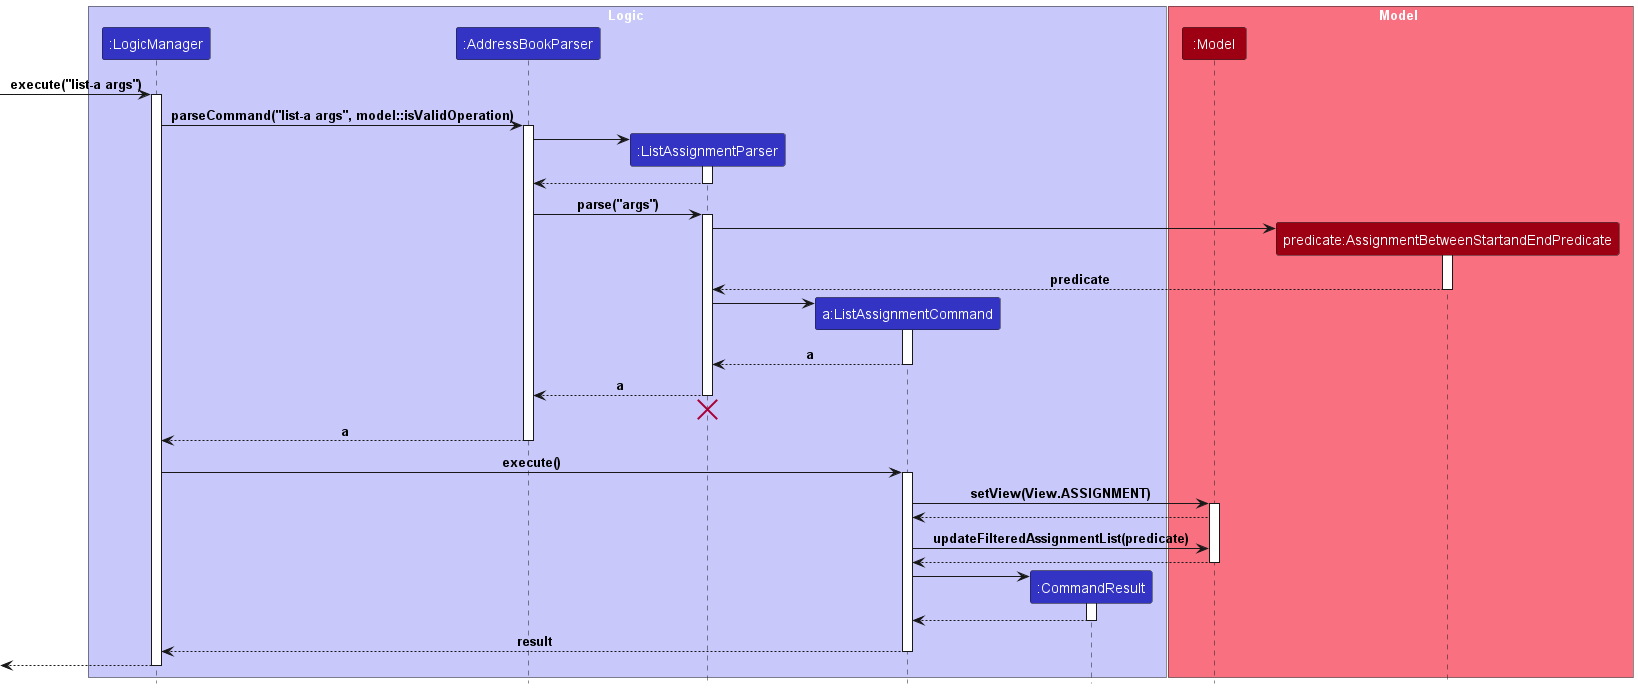 Logic
Model
:LogicManager
:AddressBookParser
:Model
execute("list-a args")
parseCommand("list-a args", model::isValidOperation)
:ListAssignmentParser
parse("args")
predicate:AssignmentBetweenStartandEndPredicate
predicate
a:ListAssignmentCommand
a
a
a
execute()
setView(View.ASSIGNMENT)
updateFilteredAssignmentList(predicate)
:CommandResult
result